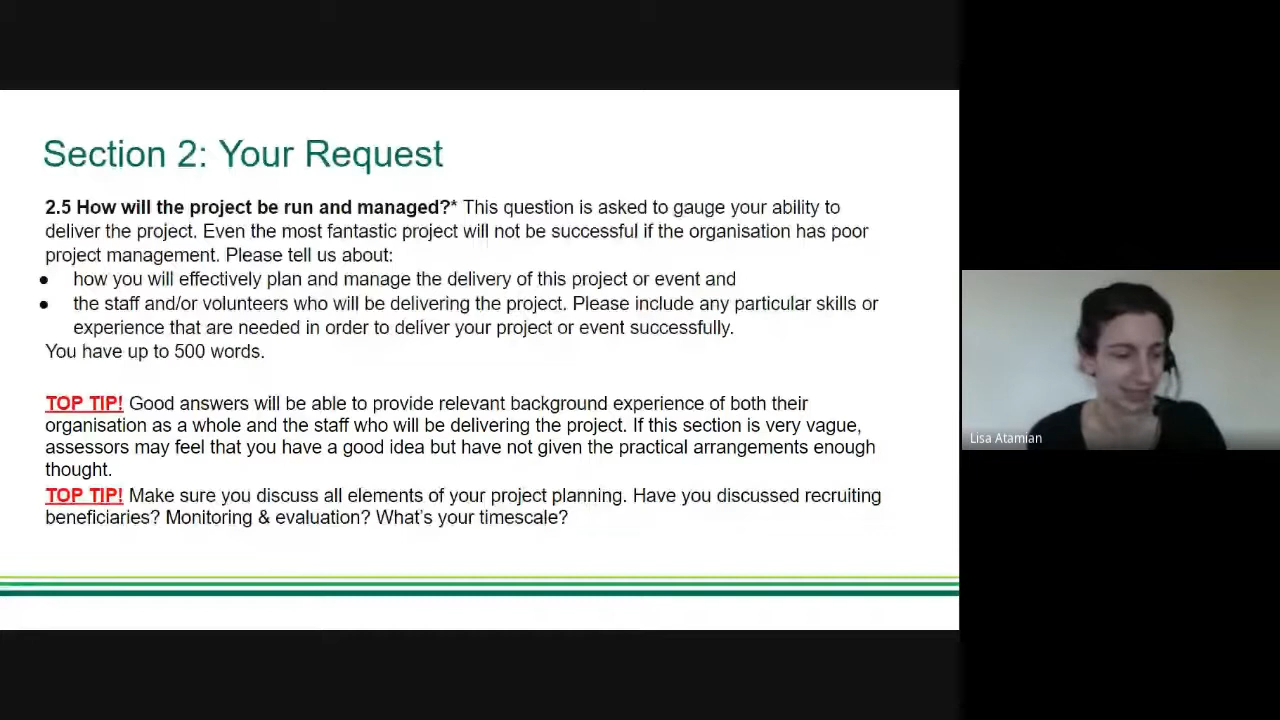 Section 2: Your Request
2.5 How will the project be run and managed?* This question is asked to gauge your ability to
deliver the project. Even the most fantastic project will not be successful if the organisation has poor
project management. Please tell us about:
● how you will effectively plan and manage the delivery of this project or event and
● the staff and/or volunteers who will be delivering the project. Please include any particular skills or
experience that are needed in order to deliver your project or event successfully.
You have up to 500 words.
TOP TIP! Good answers will be able to provide relevant background experience of both their
organisation as a whole and the staff who will be delivering the project. If this section is very vague,
assessors may feel that you have a good idea but have not given the practical arrangements enough
thought.
TOP TIP! Make sure you discuss all elements of your project planning. Have you discussed recruiting
beneficiaries? Monitoring & evaluation? What's your timescale?
Lisa Atamian